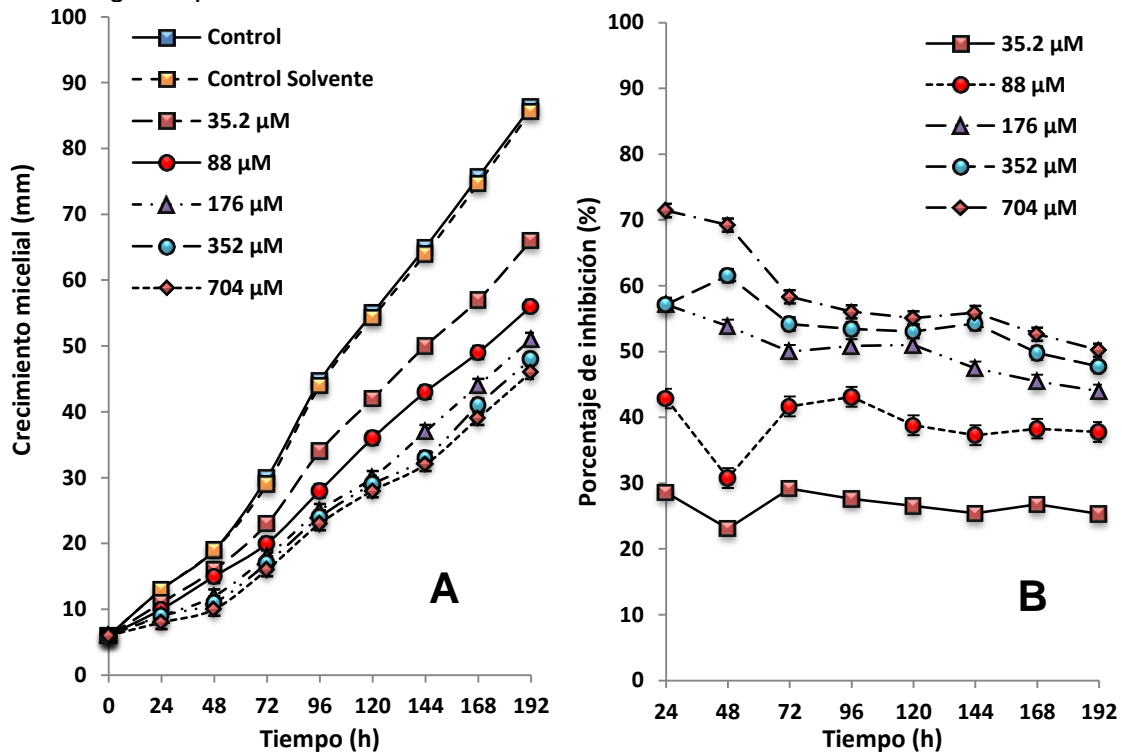 100
90
80
70
60
50
40
30
20
10
0
Crecimiento micelial (mm)
Control
Control Solvente
35.2 µM
88 µM
176 µM
352 µM
704 µM
A
0 24 48 72 96 120 144 168 192
Tiempo (h)
100
90
80
70
60
50
40
30
20
10
0
Porcentaje de inhibición (%)
35.2 µM
88 µM
176 µM
352 µM
704 µM
B
24 48 72 96 120 144 168 192
Tiempo (h)